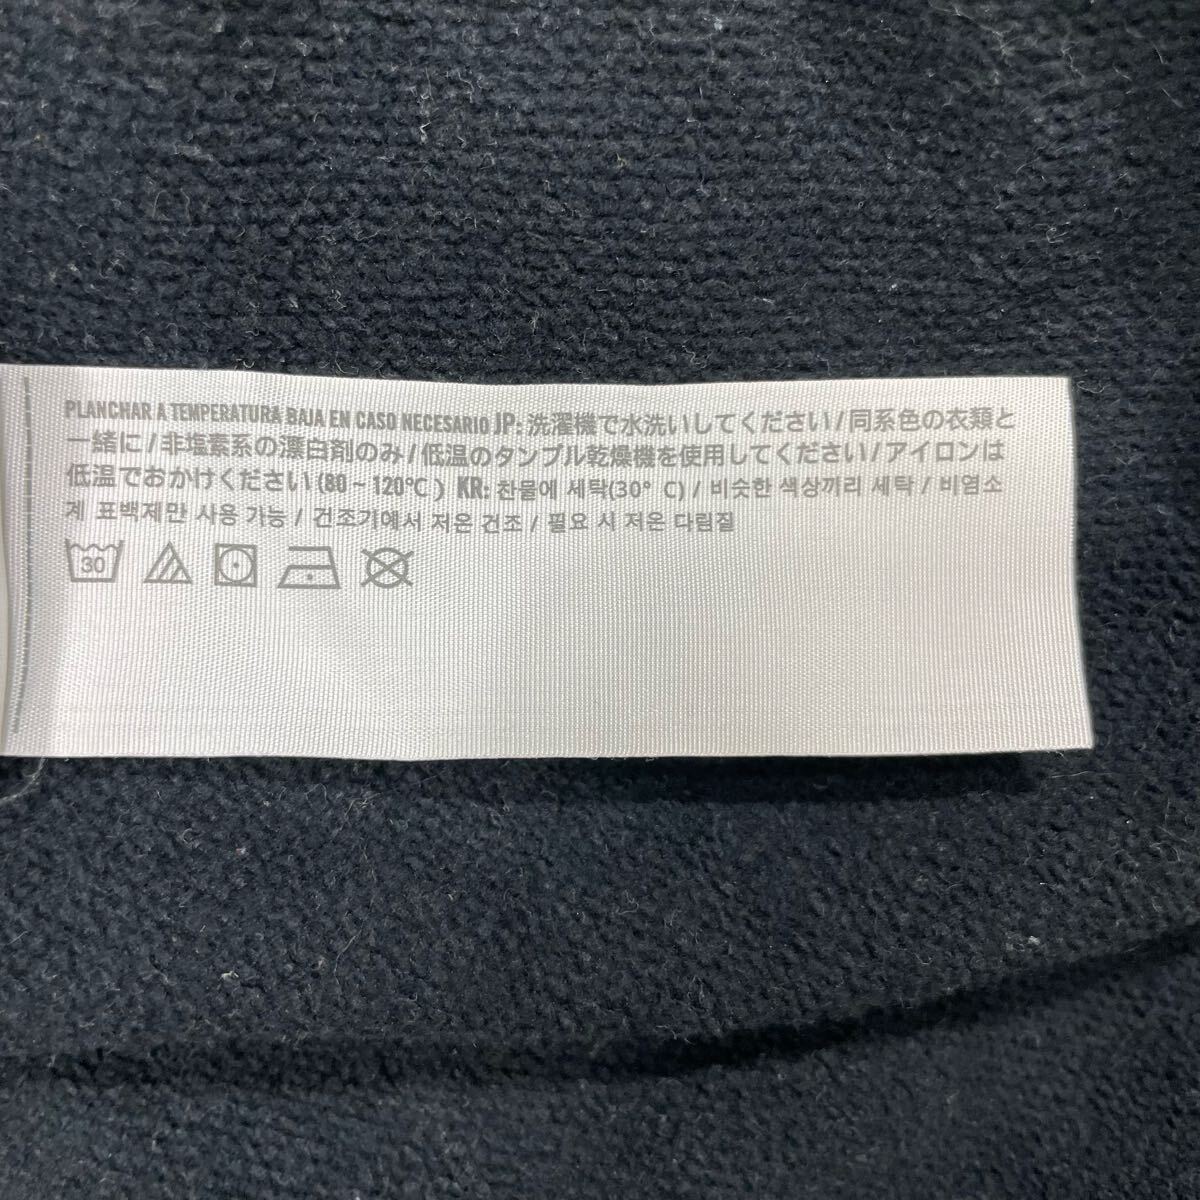 PLANCHAR A TEMPERATURA BAJA EN CASO NECESARIO JP: 洗濯機で水洗いしてください/同系色の衣類と
一緒に/非塩素系の漂白剤のみ/低温のタンブル乾燥機を使用してください/アイロンは
低温でおかけください(80~120℃) KR: 찬물에 세탁(30° C) / 비슷한 색상끼리 세탁 / 비염소
계 표백제만 사용 가능 / 건조기에서 저온 건조 / 필요 시 저온 다림질
30